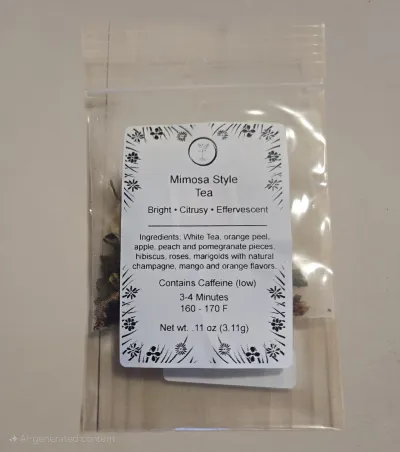 Mimosa Style
Tea
Bright • Citrusy • Effervescent
Ingredients: White Tea, orange peel,
apple, peach and pomegranate pieces,
hibiscus, roses, marigolds with natural
champagne, mango and orange flavors.
Contains Caffeine (low)
3-4 Minutes
160 - 170 F
Net wt. .11 oz (3.11g)
AI-generated content